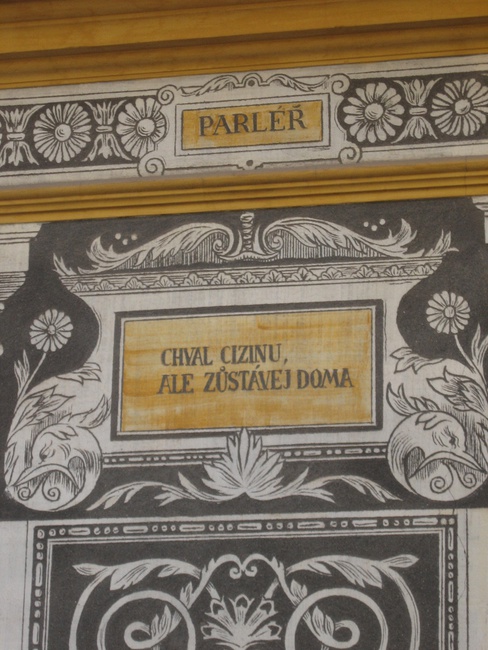 PARLÉŘ
CHVAL CIZINU,
ALE ZŮSTÁVEJ DOMA